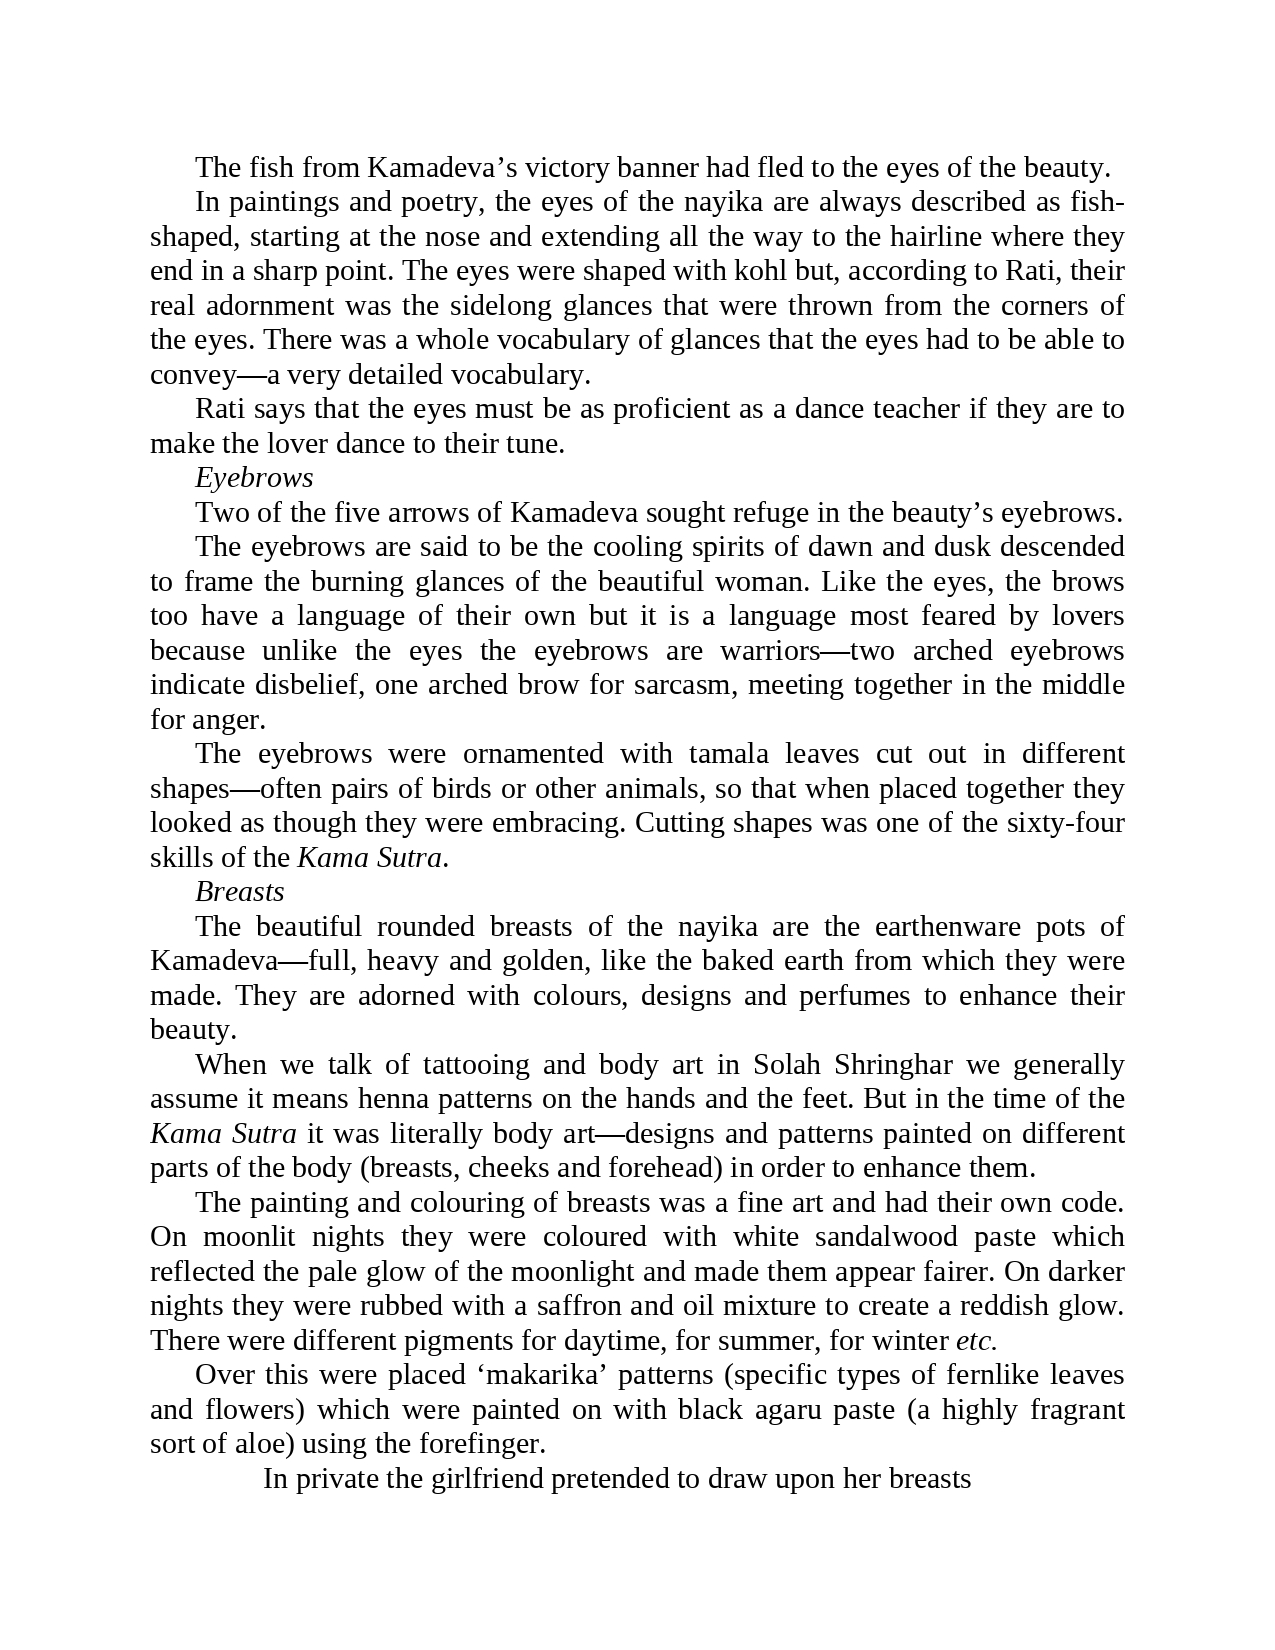 The fish from Kamadeva’s victory banner had fled to the eyes of the beauty.
In paintings and poetry, the eyes of the nayika are always described as fish-
shaped, starting at the nose and extending all the way to the hairline where they
end in a sharp point. The eyes were shaped with kohl but, according to Rati, their
real adornment was the sidelong glances that were thrown from the corners of
the eyes. There was a whole vocabulary of glances that the eyes had to be able to
convey—a very detailed vocabulary.
Rati says that the eyes must be as proficient as a dance teacher if they are to
make the lover dance to their tune.
Eyebrows
Two of the five arrows of Kamadeva sought refuge in the beauty’s eyebrows.
The eyebrows are said to be the cooling spirits of dawn and dusk descended
to frame the burning glances of the beautiful woman. Like the eyes, the brows
too have a language of their own but it is a language most feared by lovers
because unlike the eyes the eyebrows are warriors—two arched eyebrows
indicate disbelief, one arched brow for sarcasm, meeting together in the middle
for anger.
The eyebrows were ornamented with tamala leaves cut out in different
shapes—often pairs of birds or other animals, so that when placed together they
looked as though they were embracing. Cutting shapes was one of the sixty-four
skills of the Kama Sutra.
Breasts
The beautiful rounded breasts of the nayika are the earthenware pots of
Kamadeva—full, heavy and golden, like the baked earth from which they were
made. They are adorned with colours, designs and perfumes to enhance their
beauty.
When we talk of tattooing and body art in Solah Shringhar we generally
assume it means henna patterns on the hands and the feet. But in the time of the
Kama Sutra it was literally body art—designs and patterns painted on different
parts of the body (breasts, cheeks and forehead) in order to enhance them.
The painting and colouring of breasts was a fine art and had their own code.
On moonlit nights they were coloured with white sandalwood paste which
reflected the pale glow of the moonlight and made them appear fairer. On darker
nights they were rubbed with a saffron and oil mixture to create a reddish glow.
There were different pigments for daytime, for summer, for winter etc.
Over this were placed ‘makarika’ patterns (specific types of fernlike leaves
and flowers) which were painted on with black agaru paste (a highly fragrant
sort of aloe) using the forefinger.
In private the girlfriend pretended to draw upon her breasts